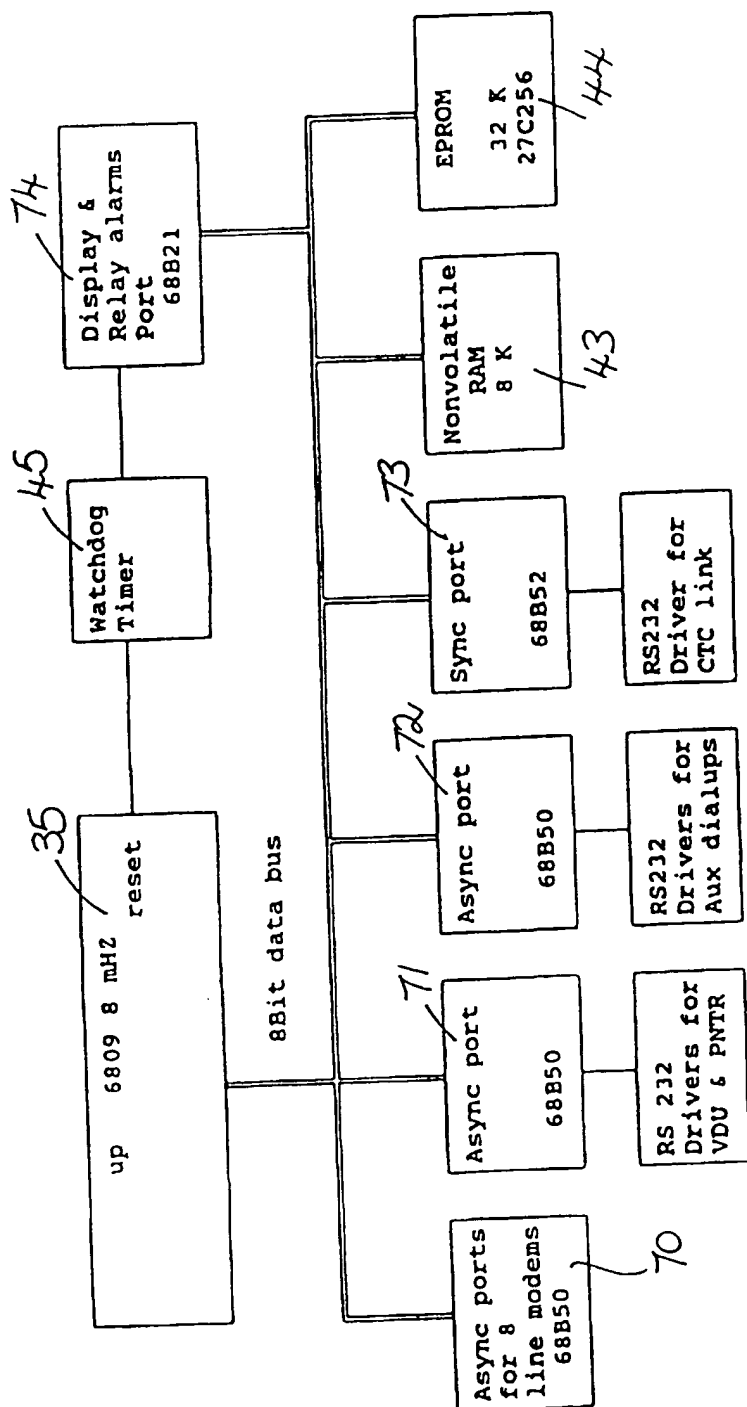 35
up 6809 8 mHZ
reset
45
Watchdog
Timer
74
Display &
Relay alarms
Port
68B21
8Bit data bus
Async ports
for 8
line modems
68B50
70
Async port
71
68B50
RS 232
Drivers for
VDU & PNTR
Async port
72
68B50
RS232
Drivers for
Aux dialups
Sync port
73
68B52
RS232
Driver for
CTC link
Nonvolatile
RAM
8 K
43
EPROM
32 K
27C256
44